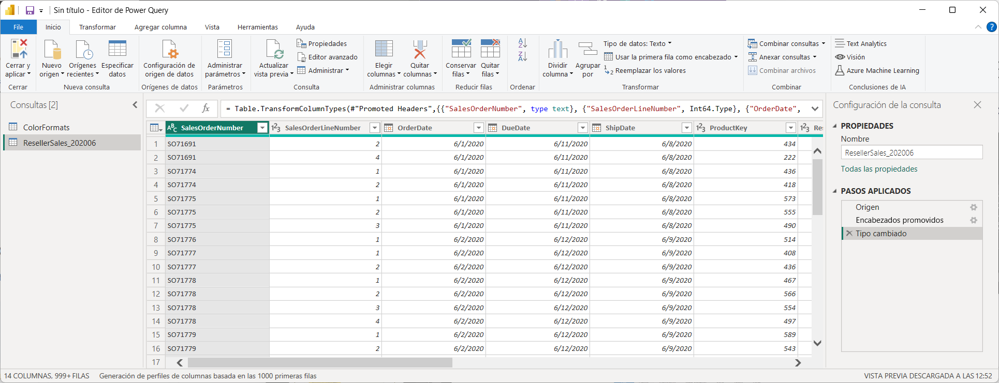 Sin título - Editor de Power Query
File Inicio Transformar Agregar columna Vista Herramientas Ayuda
Cerrar y aplicar
Nuevo origen
Orígenes recientes
Especificar datos
Configuración de origen de datos
Administrar parámetros
Actualizar vista previa
Propiedades
Editor avanzado
Administrar
Elegir columnas
Quitar columnas
Conservar filas
Quitar filas
Dividir columna
Agrupar por
Tipo de datos: Texto
Usar la primera fila como encabezado
Reemplazar los valores
Combinar consultas
Anexar consultas
Combinar archivos
Text Analytics
Visión
Azure Machine Learning
Cerrar Nueva consulta Orígenes de datos Parámetros Consulta Administrar columnas Reducir filas Ordenar Transformar Combinar Conclusiones de IA
Consultas [2]
ColorFormats
ResellerSales_202006
= Table.TransformColumnTypes(#"Promoted Headers",{{"SalesOrderNumber", type text}, {"SalesOrderLineNumber", Int64.Type}, {"OrderDate",
SalesOrderNumber SalesOrderLineNumber OrderDate DueDate ShipDate ProductKey Res
1 SO71691 2 6/1/2020 6/11/2020 6/8/2020 434
2 SO71691 4 6/1/2020 6/11/2020 6/8/2020 222
3 SO71774 1 6/1/2020 6/11/2020 6/8/2020 436
4 SO71774 2 6/1/2020 6/11/2020 6/8/2020 418
5 SO71775 1 6/1/2020 6/11/2020 6/8/2020 573
6 SO71775 2 6/1/2020 6/11/2020 6/8/2020 555
7 SO71775 3 6/1/2020 6/11/2020 6/8/2020 490
8 SO71776 1 6/2/2020 6/12/2020 6/9/2020 514
9 SO71777 1 6/2/2020 6/12/2020 6/9/2020 408
10 SO71777 2 6/2/2020 6/12/2020 6/9/2020 436
11 SO71778 1 6/2/2020 6/12/2020 6/9/2020 467
12 SO71778 2 6/2/2020 6/12/2020 6/9/2020 566
13 SO71778 3 6/2/2020 6/12/2020 6/9/2020 554
14 SO71778 4 6/2/2020 6/12/2020 6/9/2020 497
15 SO71779 1 6/2/2020 6/12/2020 6/9/2020 589
16 SO71779 2 6/2/2020 6/12/2020 6/9/2020 543
17
Configuración de la consulta
PROPIEDADES
Nombre
ResellerSales_202006
Todas las propiedades
PASOS APLICADOS
Origen
Encabezados promovidos
Tipo cambiado
14 COLUMNAS, 999+ FILAS Generación de perfiles de columnas basada en las 1000 primeras filas VISTA PREVIA DESCARGADA A LAS 12:52